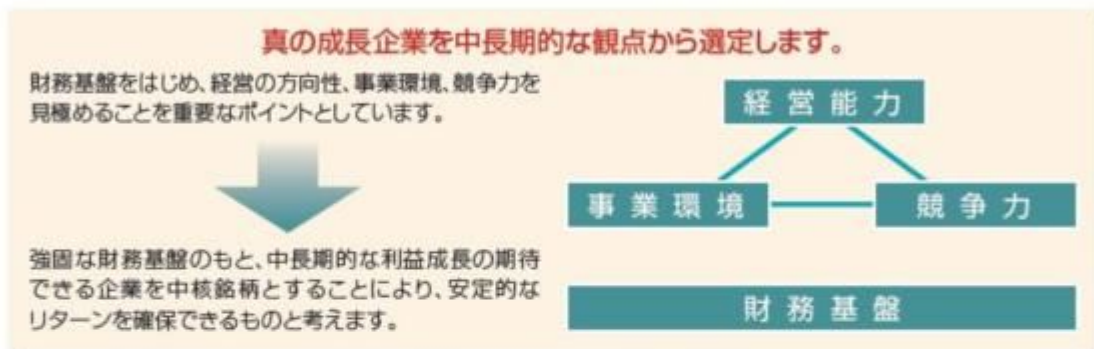 真の成長企業を中長期的な観点から選定します。
財務基盤をはじめ、経営の方向性、事業環境、競争力を
見極めることを重要なポイントとしています。
強固な財務基盤のもと、中長期的な利益成長の期待
できる企業を中核銘柄とすることにより、安定的な
リターンを確保できるものと考えます。
経営能力
事業環境
競争力
財務基盤